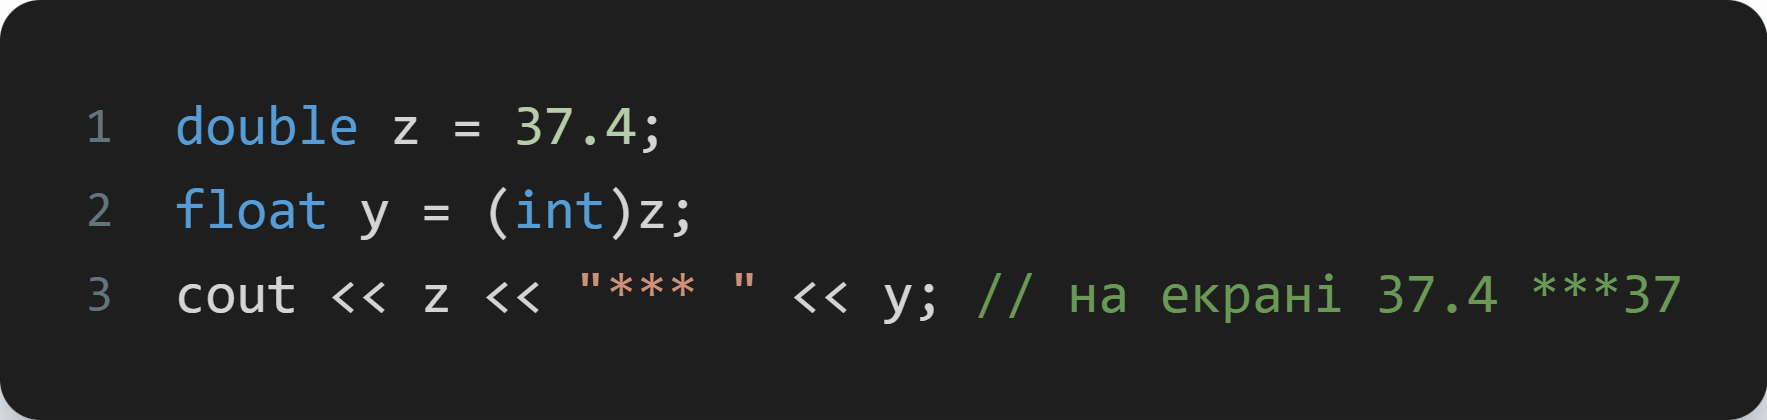 1 double z = 37.4;
2 float y = (int)z;
3 cout << z << "*** " << y; // на екрані 37.4 ***37